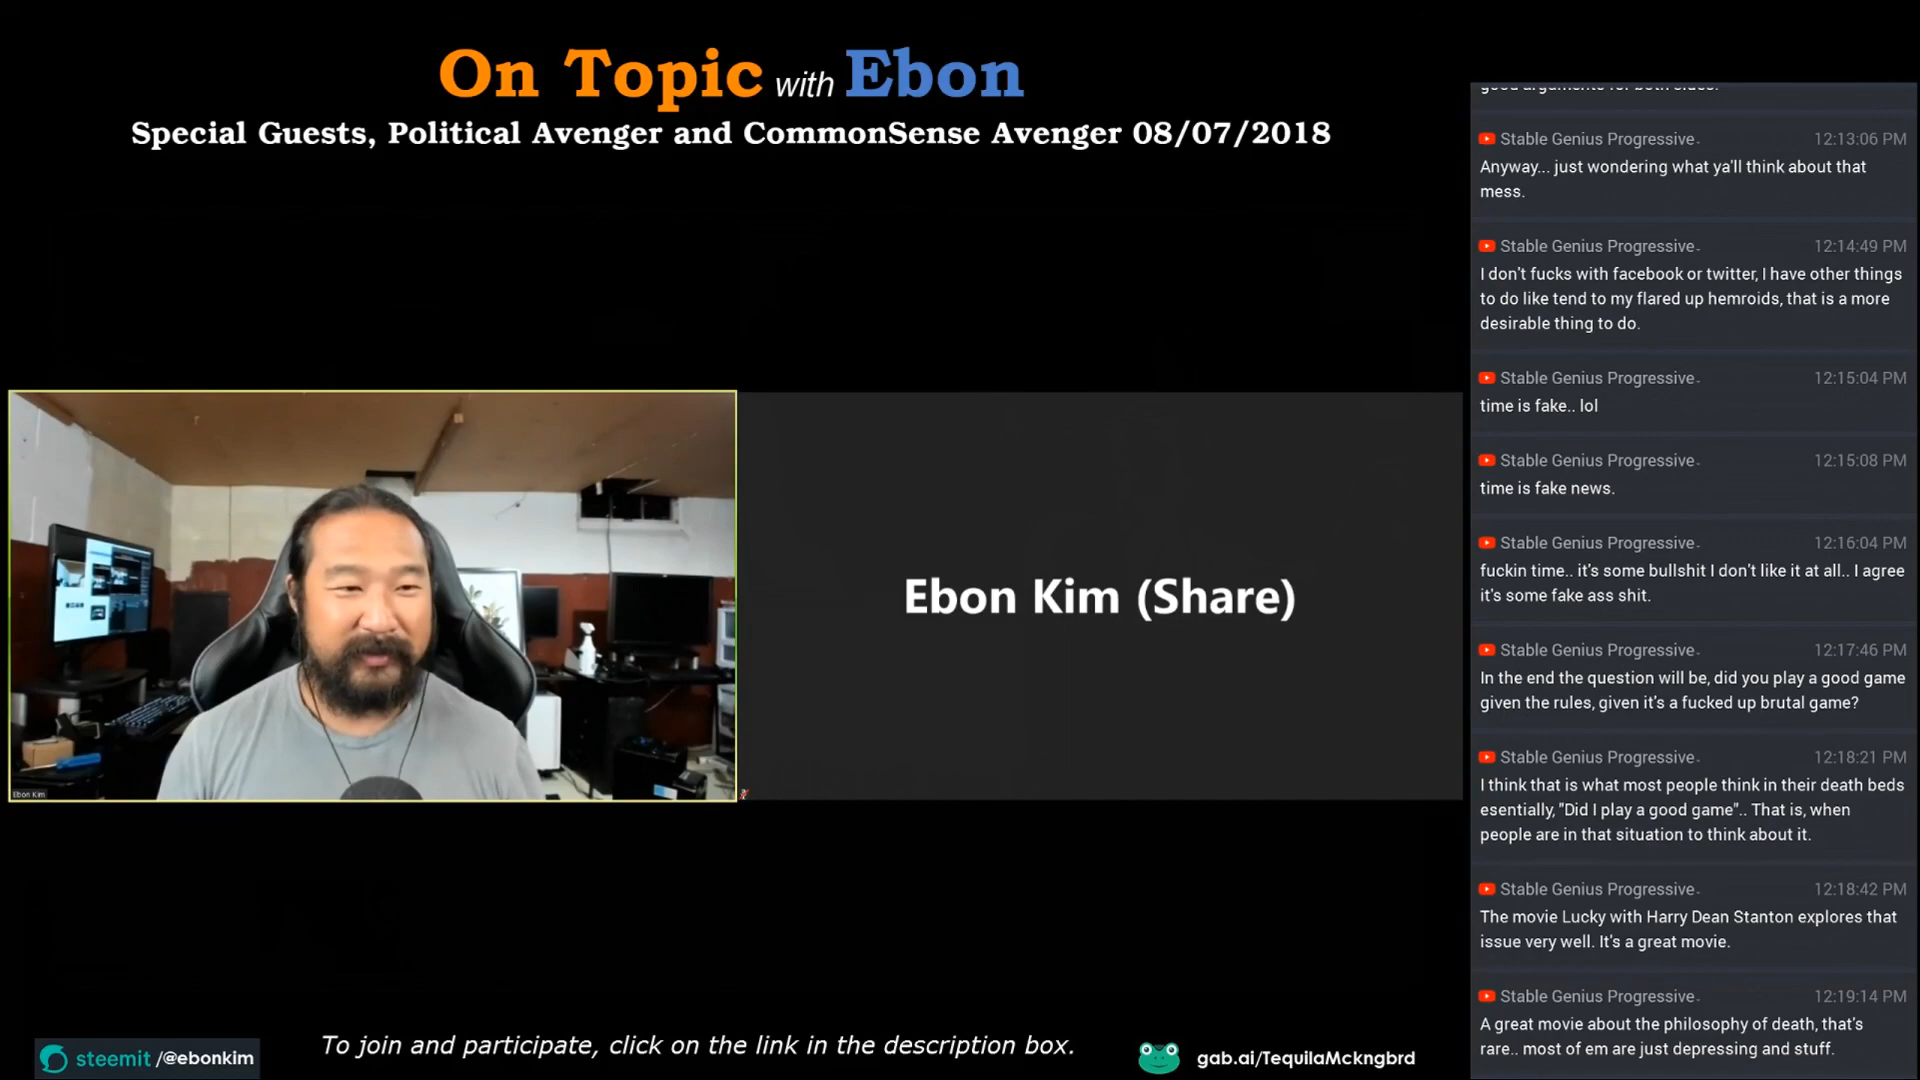 On Topic with Ebon
Special Guests, Political Avenger and CommonSense Avenger 08/07/2018
Ebon Kim
Ebon Kim (Share)
good arguments for both sides.
Stable Genius Progressive 12:13:06 PM
Anyway... just wondering what ya'll think about that
mess.
Stable Genius Progressive 12:14:49 PM
I don't fucks with facebook or twitter, I have other things
to do like tend to my flared up hemroids, that is a more
desirable thing to do.
Stable Genius Progressive 12:15:04 PM
time is fake.. lol
Stable Genius Progressive 12:15:08 PM
time is fake news.
Stable Genius Progressive 12:16:04 PM
fuckin time.. it's some bullshit I don't like it at all.. I agree
it's some fake ass shit.
Stable Genius Progressive 12:17:46 PM
In the end the question will be, did you play a good game
given the rules, given it's a fucked up brutal game?
Stable Genius Progressive 12:18:21 PM
I think that is what most people think in their death beds
esentially, "Did I play a good game".. That is, when
people are in that situation to think about it.
Stable Genius Progressive 12:18:42 PM
The movie Lucky with Harry Dean Stanton explores that
issue very well. It's a great movie.
Stable Genius Progressive 12:19:14 PM
A great movie about the philosophy of death, that's
rare.. most of em are just depressing and stuff.
steemit /@ebonkim
To join and participate, click on the link in the description box.
gab.ai/TequilaMckngbrd